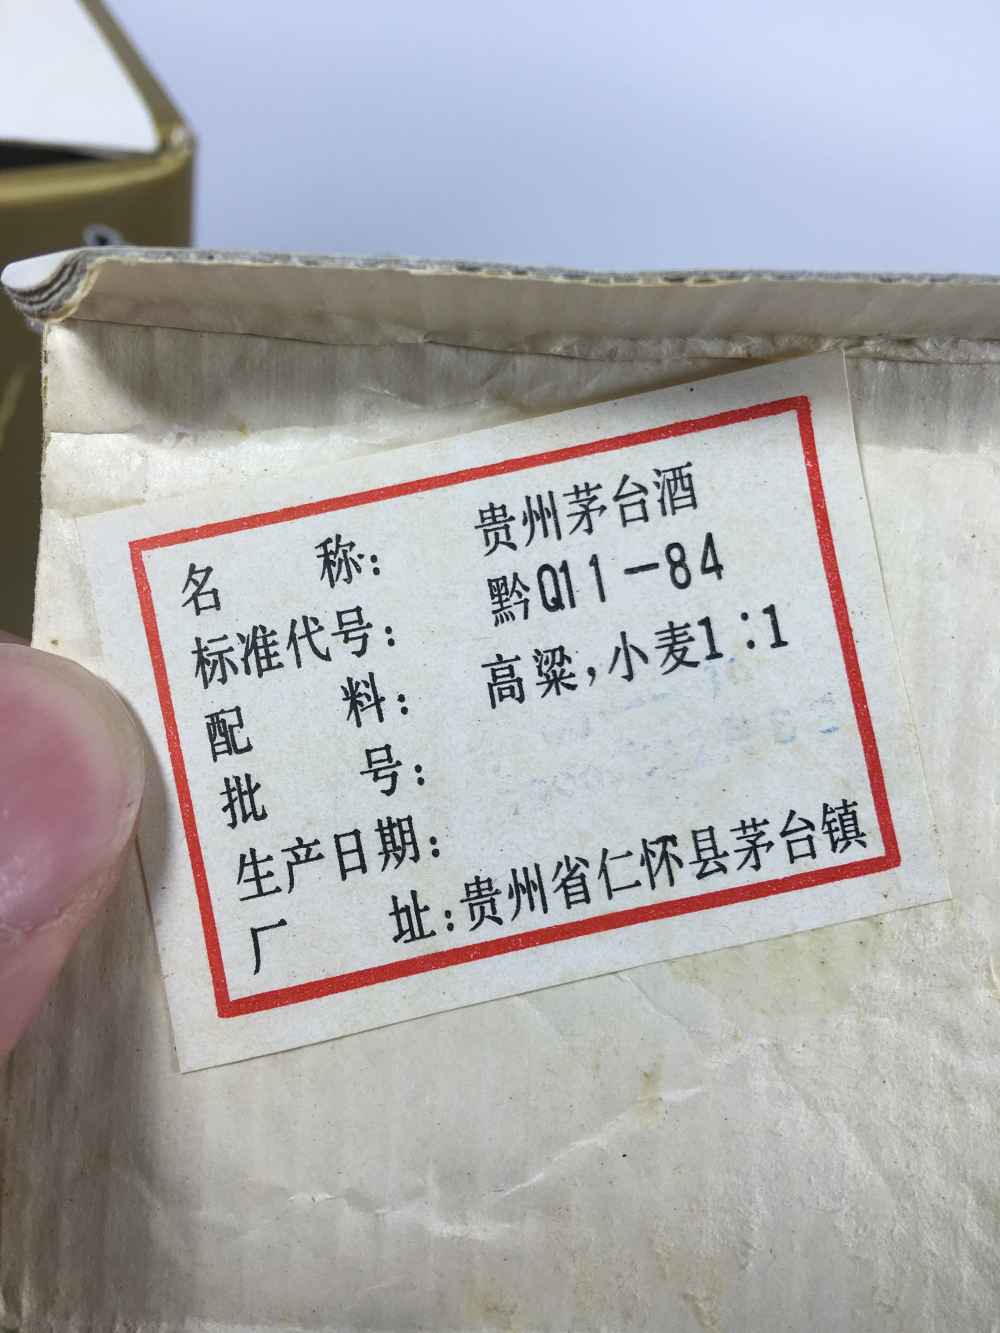 名 称： 贵州茅台酒
标准代号： 黔Q11-84
配 料： 高粱,小麦1：1
批 号：
生产日期：
厂 址：贵州省仁怀县茅台镇